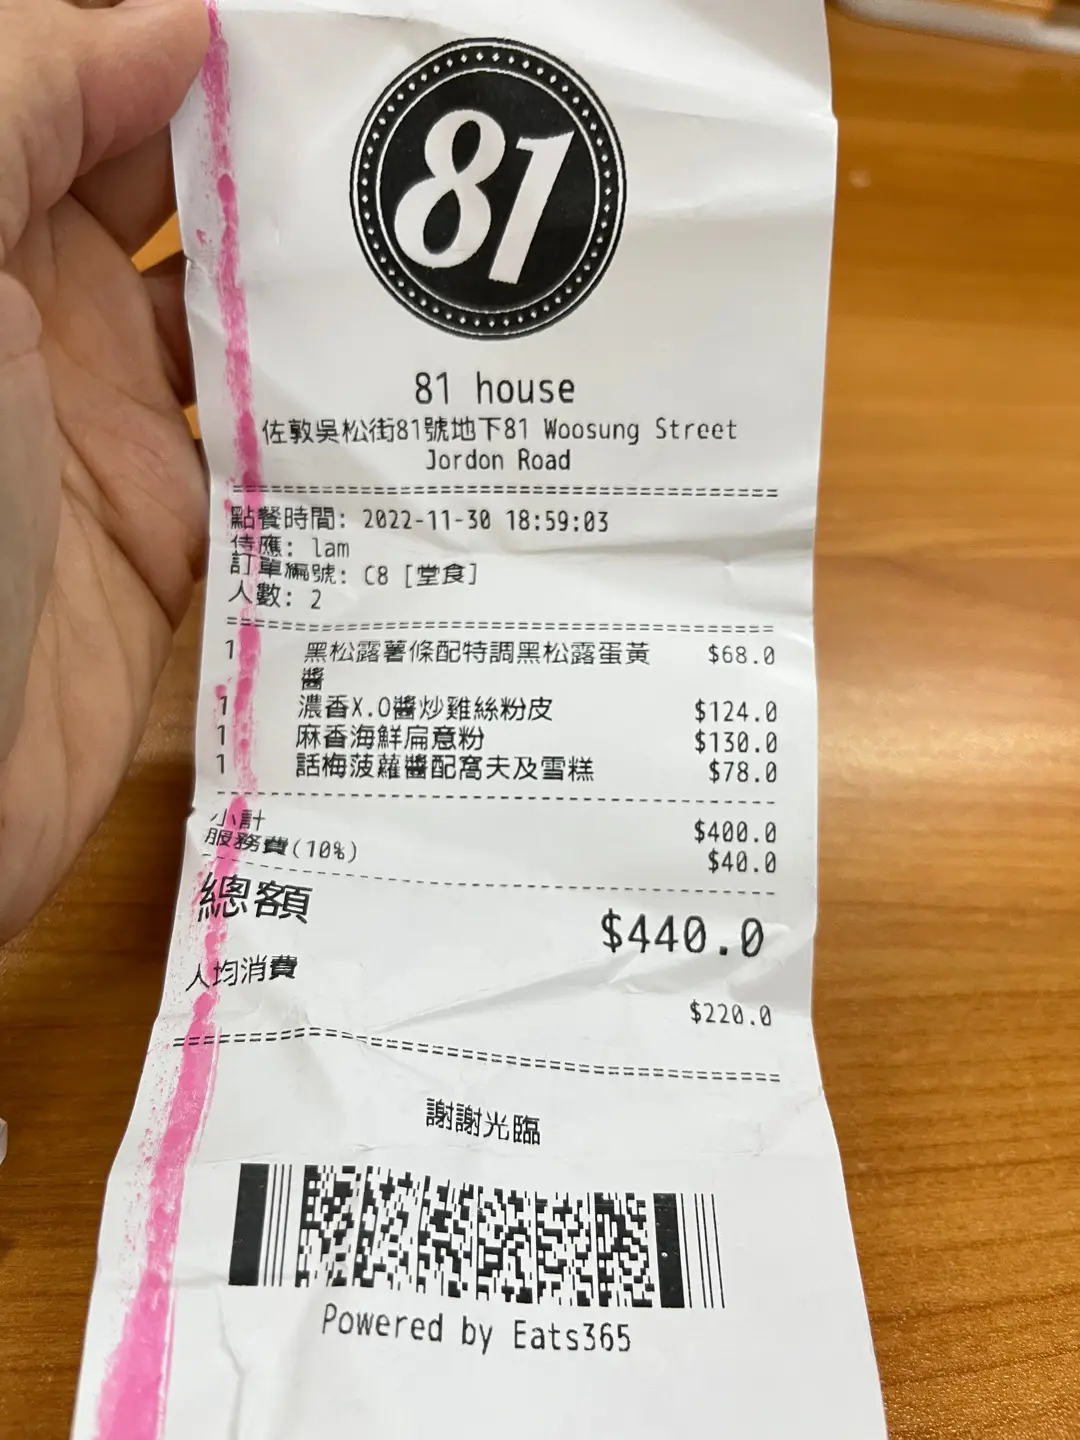 81
81 house
佐敦吳松街81號地下81 Woosung Street
Jordon Road
點餐時間: 2022-11-30 18:59:03
侍應: lam
訂單編號: C8 [堂食]
人數: 2
1 黑松露薯條配特調黑松露蛋黃 $68.0
醬
1 濃香X.O醬炒雞絲粉皮 $124.0
1 麻香海鮮扁意粉 $130.0
1 話梅菠蘿醬配窩夫及雪糕 $78.0
小計 $400.0
服務費(10%) $40.0
總額 $440.0
人均消費 $220.0
謝謝光臨
Powered by Eats365